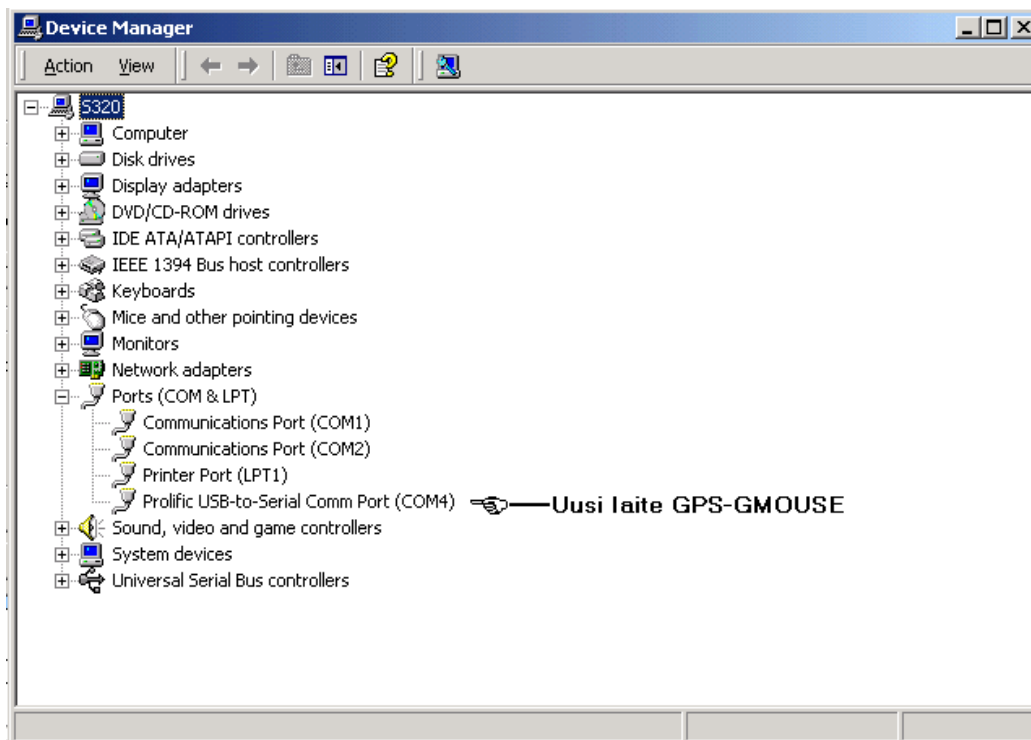 Device Manager
Action View
S320
Computer
Disk drives
Display adapters
DVD/CD-ROM drives
IDE ATA/ATAPI controllers
IEEE 1394 Bus host controllers
Keyboards
Mice and other pointing devices
Monitors
Network adapters
Ports (COM & LPT)
Communications Port (COM1)
Communications Port (COM2)
Printer Port (LPT1)
Prolific USB-to-Serial Comm Port (COM4) Uusi laite GPS-GMOUSE
Sound, video and game controllers
System devices
Universal Serial Bus controllers